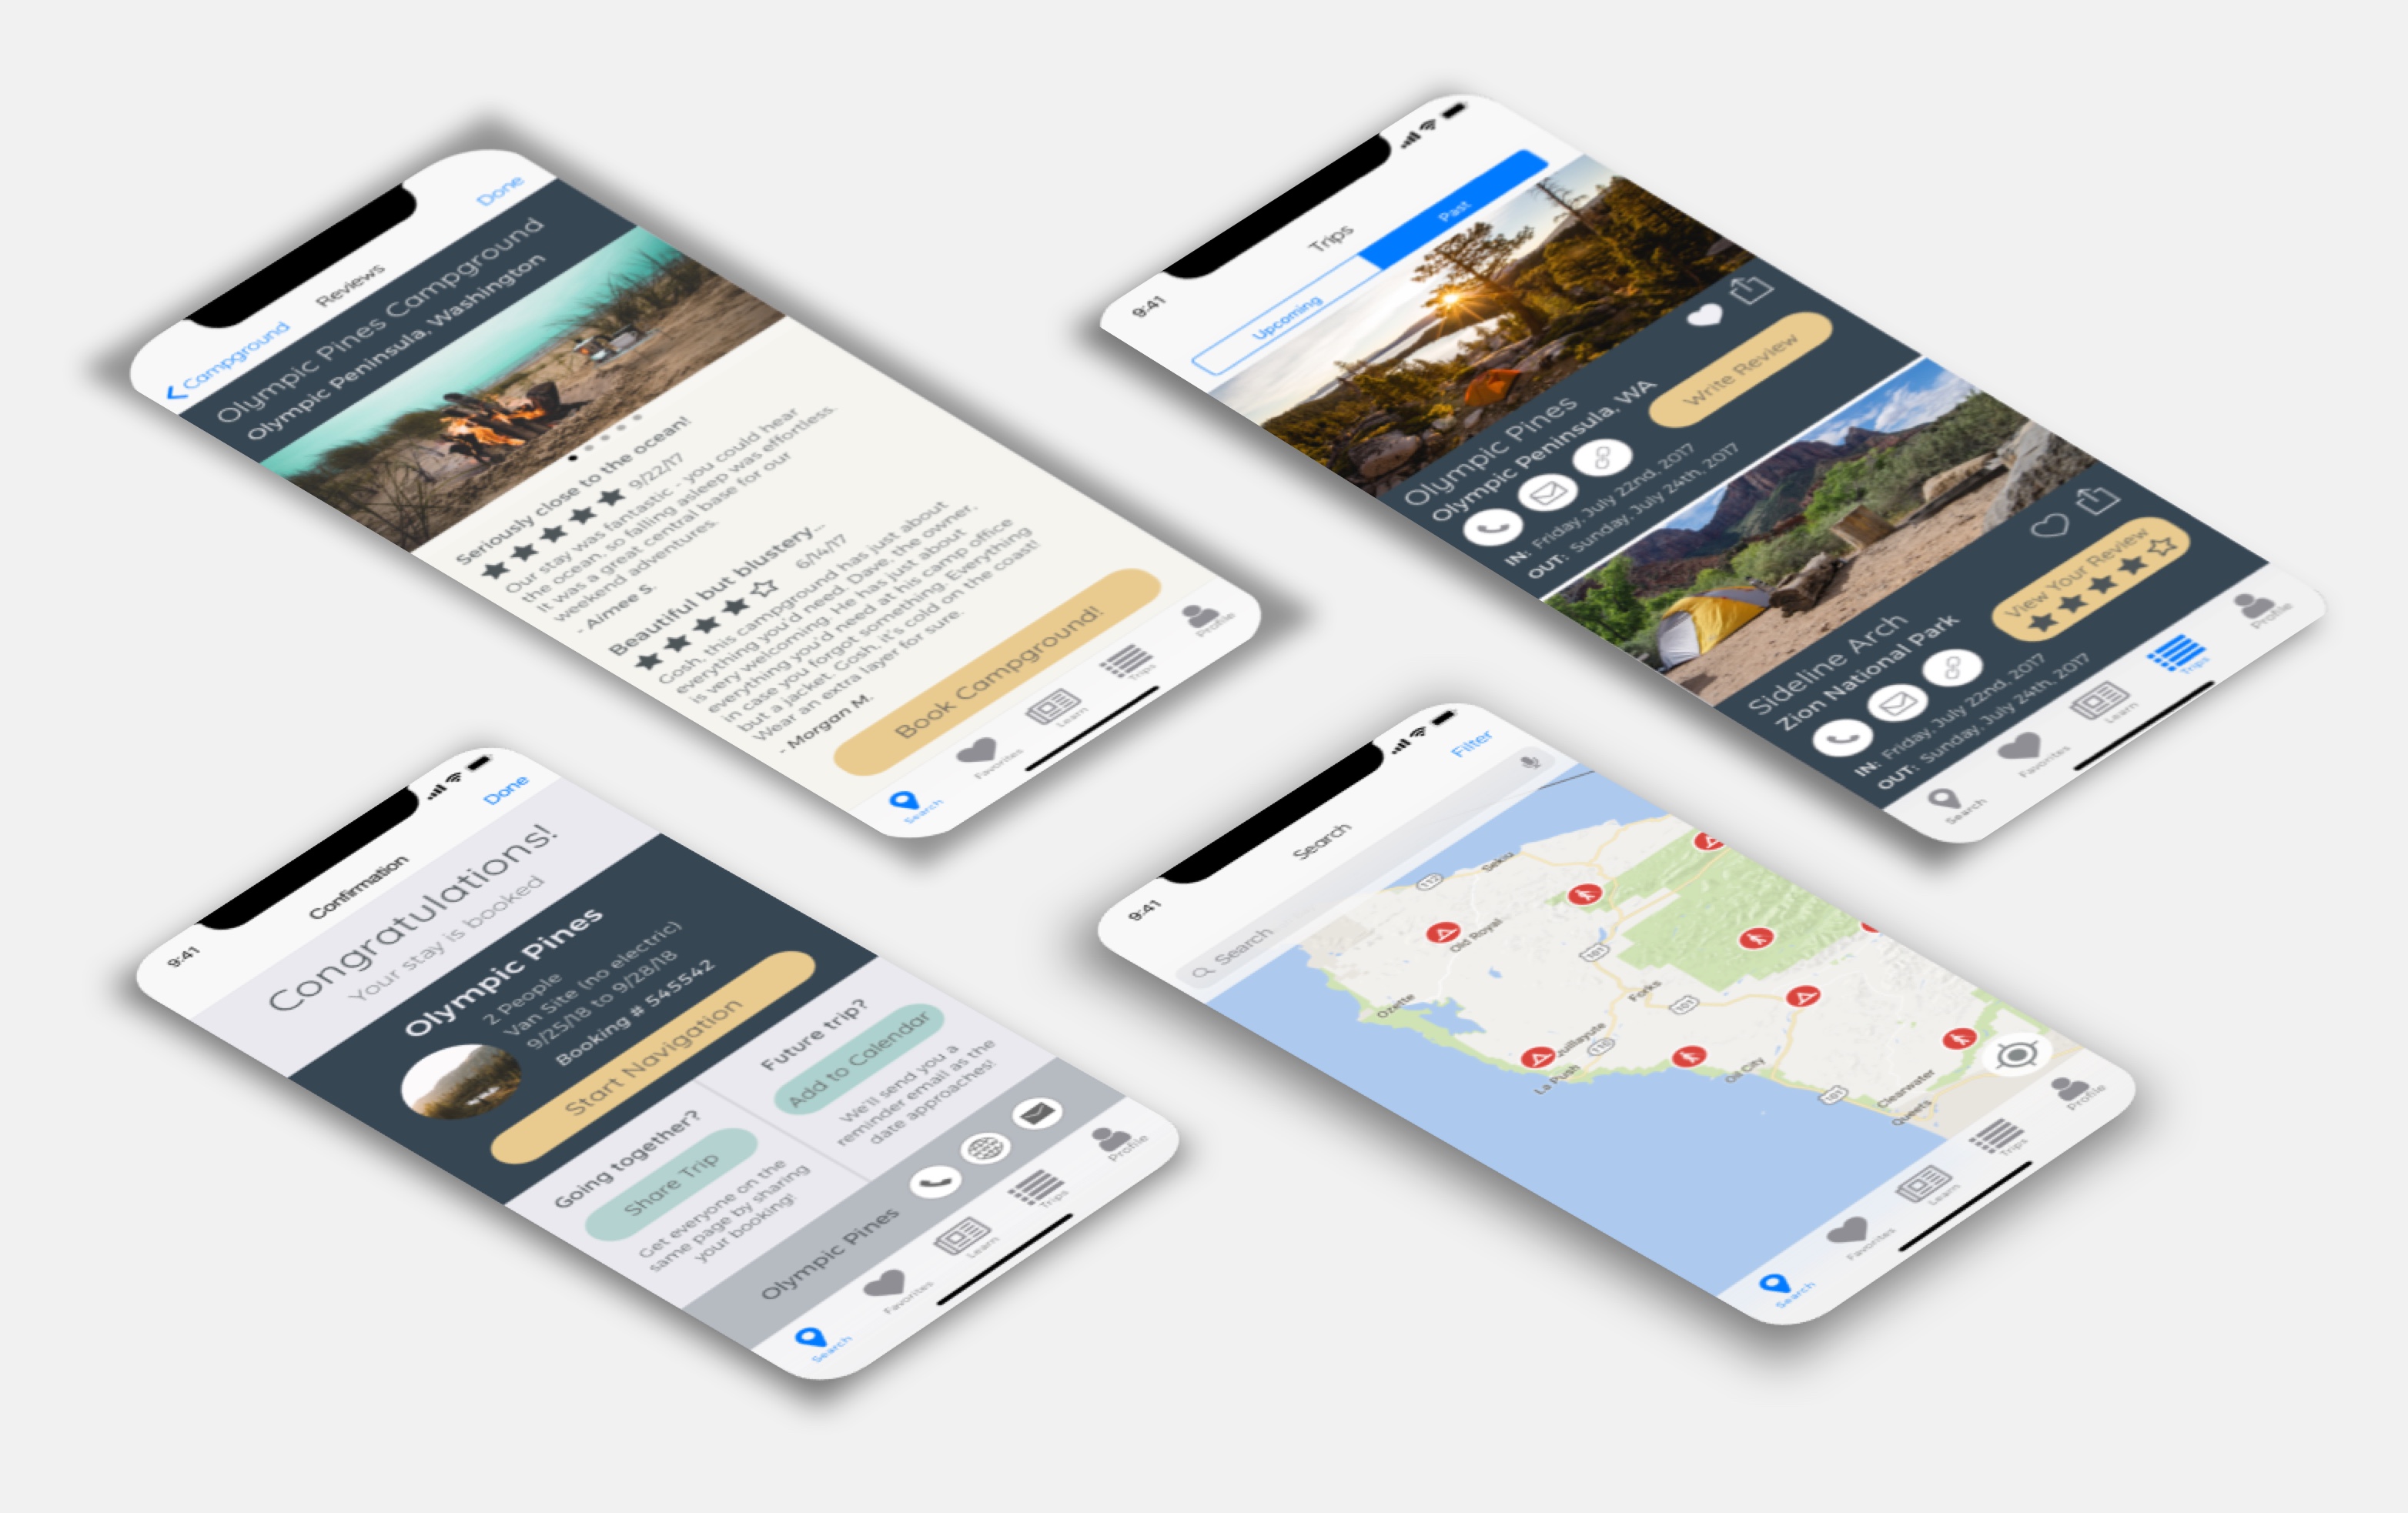 Done
Reviews
Campground
Olympic Pines Campground
Olympic Peninsula, Washington
Seriously close to the ocean!
9/22/17
Our stay was fantastic - you could hear
the ocean, so falling asleep was effortless.
It was a great central base for our
weekend adventures.
- Aimee S.
Beautiful but blustery...
6/14/17
Gosh, this campground has just about
everything you'd need. Dave, the owner,
is very welcoming. He has just about
everything you'd need at his camp office
in case you forgot something. Everything
but a jacket. Gosh, it's cold on the coast!
Wear an extra layer for sure.
- Morgan M.
Book Campground!
Search
Favorites
Learn
Trips
Profile
9:41
Trips
Upcoming
Past
Olympic Pines
Olympic Peninsula, WA
Write Review
IN: Friday, July 22nd, 2017
OUT: Sunday, July 24th, 2017
Sideline Arch
Zion National Park
View Your Review
IN: Friday, July 22nd, 2017
OUT: Sunday, July 24th, 2017
Search
Favorites
Learn
Trips
Profile
9:41
Confirmation
Done
Congratulations!
Your stay is booked
Olympic Pines
2 People
Van Site (no electric)
9/25/18 to 9/28/18
Booking # 545542
Start Navigation
Going together?
Share Trip
Get everyone on the
same page by sharing
your booking!
Future trip?
Add to Calendar
We'll send you a
reminder email as the
date approaches!
Olympic Pines
Search
Favorites
Learn
Trips
Profile
9:41
Search
Filter
Search
112
Sekiu
Old Royal
101
Ozette
Forks
101
Quillayute
110
La Push
Oil City
101
Clearwater
Queets
Search
Favorites
Learn
Trips
Profile